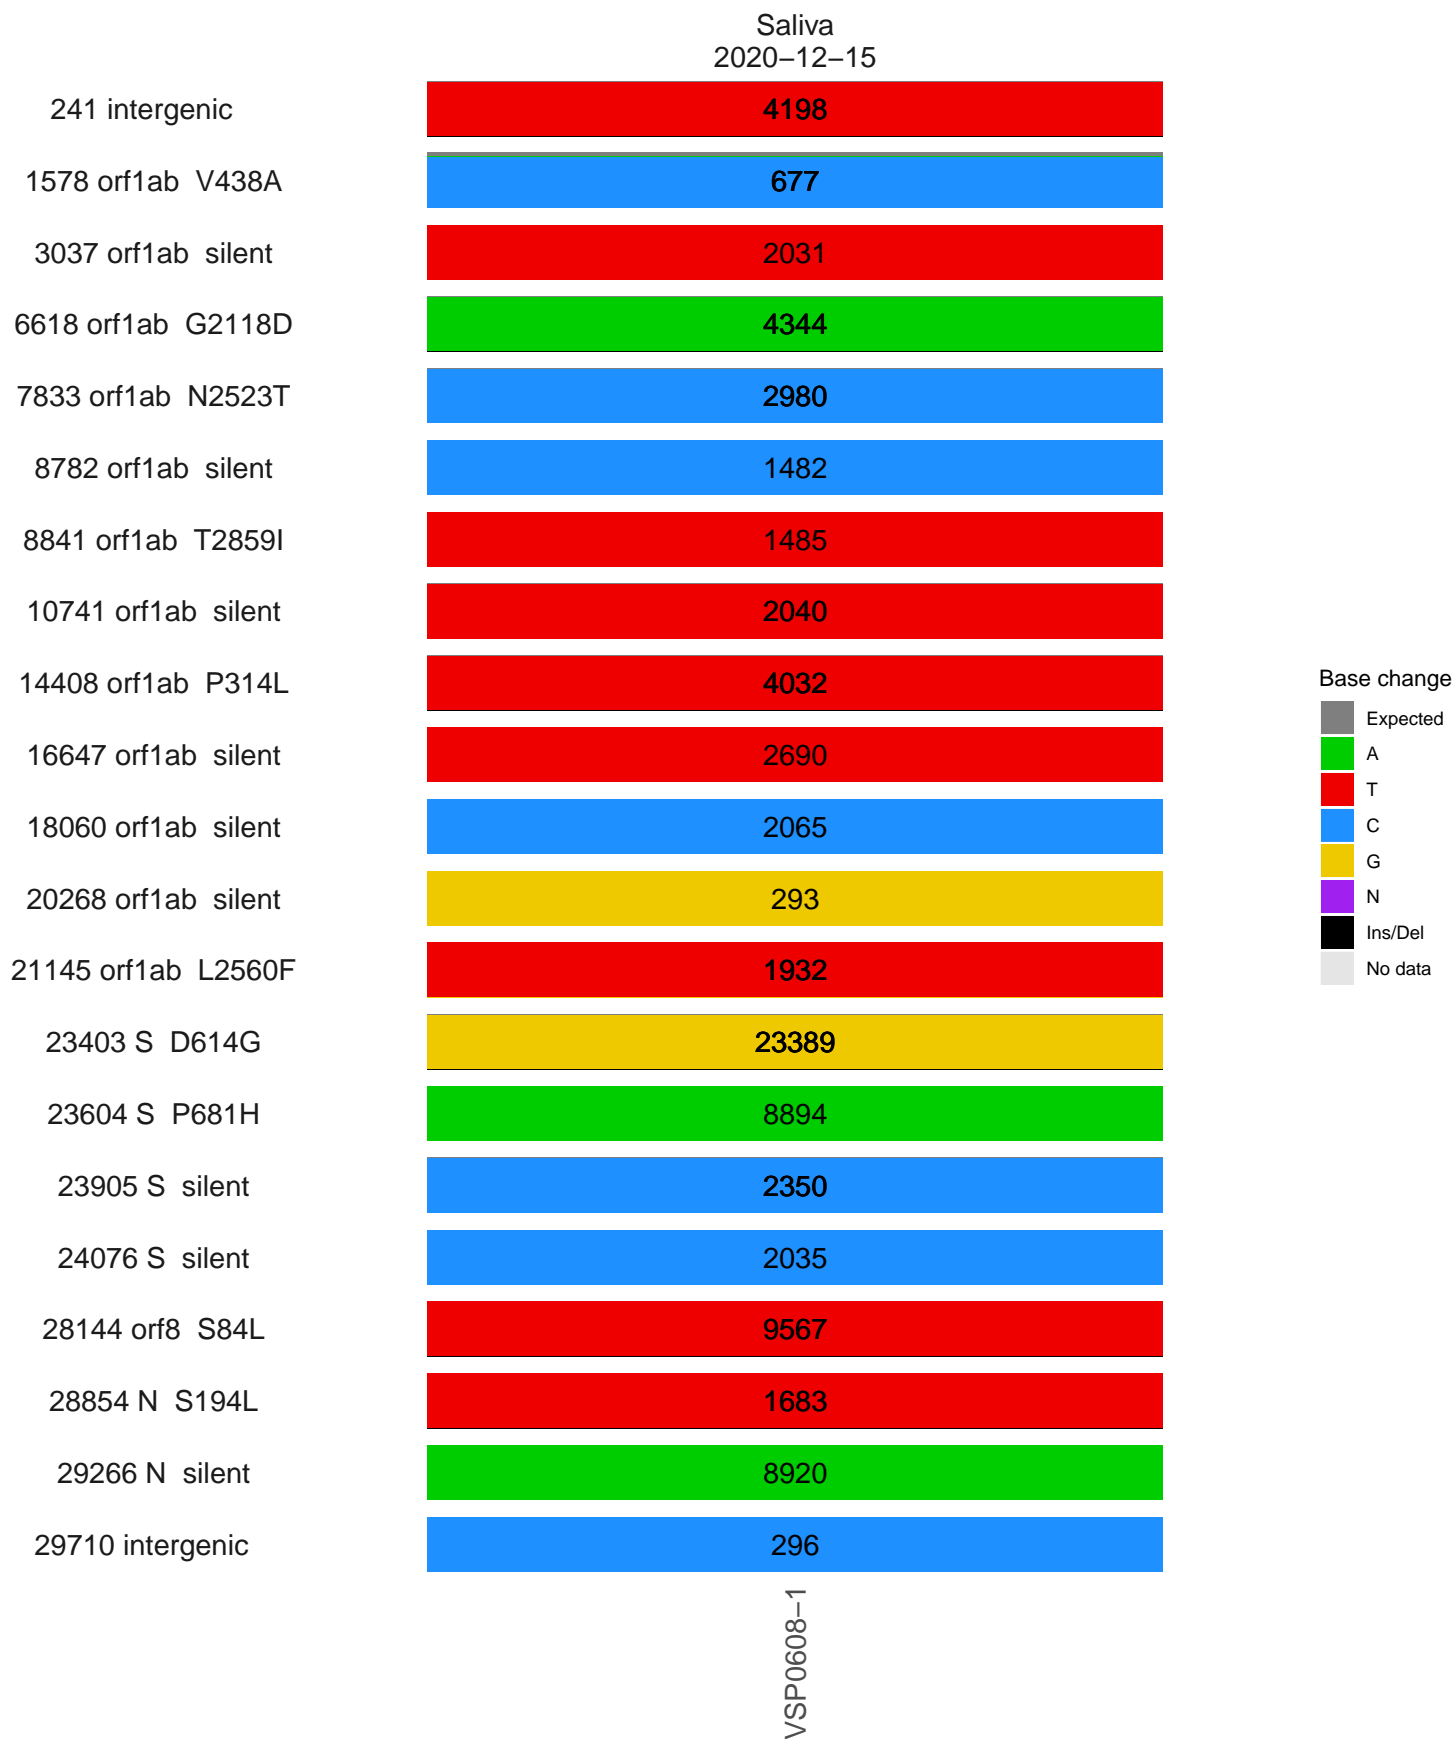 Saliva
2020−12−15
241 intergenic 4198
1578 orf1ab V438A 677
3037 orf1ab silent 2031
6618 orf1ab G2118D 4344
7833 orf1ab N2523T 2980
8782 orf1ab silent 1482
8841 orf1ab T2859I 1485
10741 orf1ab silent 2040
14408 orf1ab P314L 4032
16647 orf1ab silent 2690
18060 orf1ab silent 2065
20268 orf1ab silent 293
21145 orf1ab L2560F 1932
23403 S D614G 23389
23604 S P681H 8894
23905 S silent 2350
24076 S silent 2035
28144 orf8 S84L 9567
28854 N S194L 1683
29266 N silent 8920
29710 intergenic 296
VSP0608−1
Base change
Expected
A
T
C
G
N
Ins/Del
No data